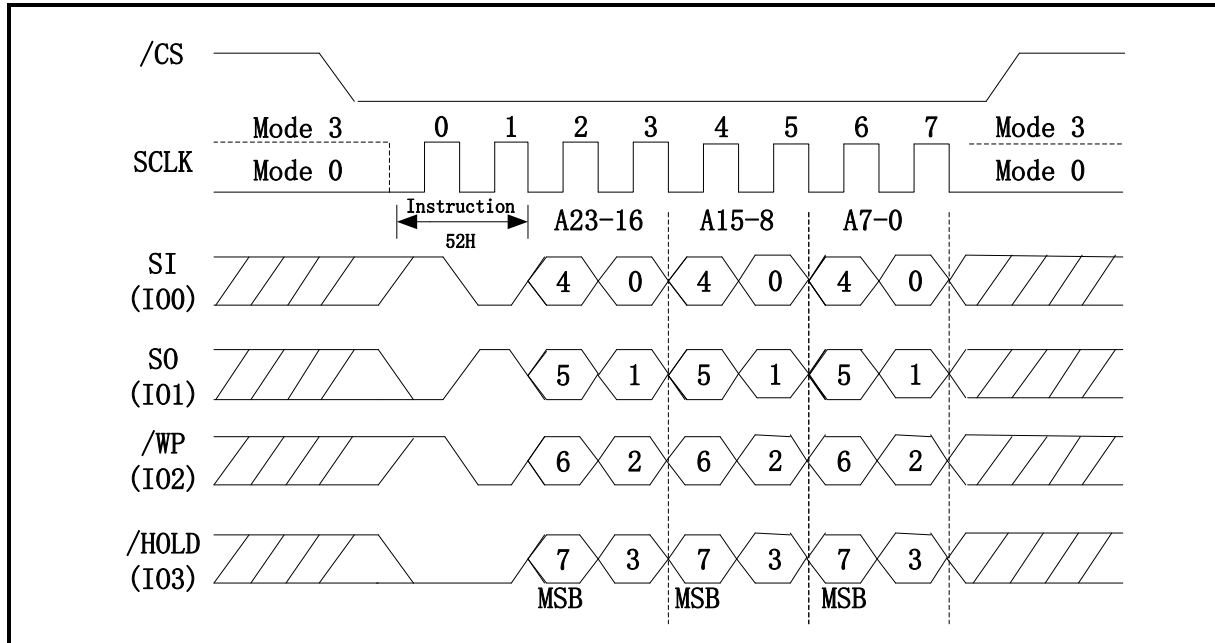 /CS
Mode 3 0 1 2 3 4 5 6 7 Mode 3
SCLK
Mode 0 Mode 0
Instruction
52H
A23-16 A15-8 A7-0
SI
(IO0)
4 0 4 0 4 0
SO
(IO1)
5 1 5 1 5 1
/WP
(IO2)
6 2 6 2 6 2
/HOLD
(IO3)
7 3 7 3 7 3
MSB MSB MSB